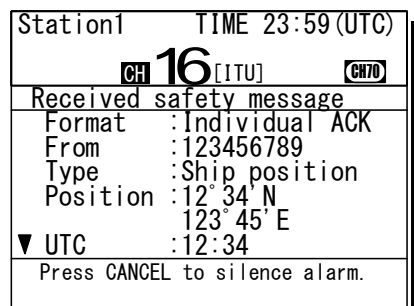 Station1 TIME 23:59(UTC)
CH 16[ITU] CH70
Received safety message
Format :Individual ACK
From :123456789
Type :Ship position
Position :12°34'N
123°45'E
▼ UTC :12:34
Press CANCEL to silence alarm.